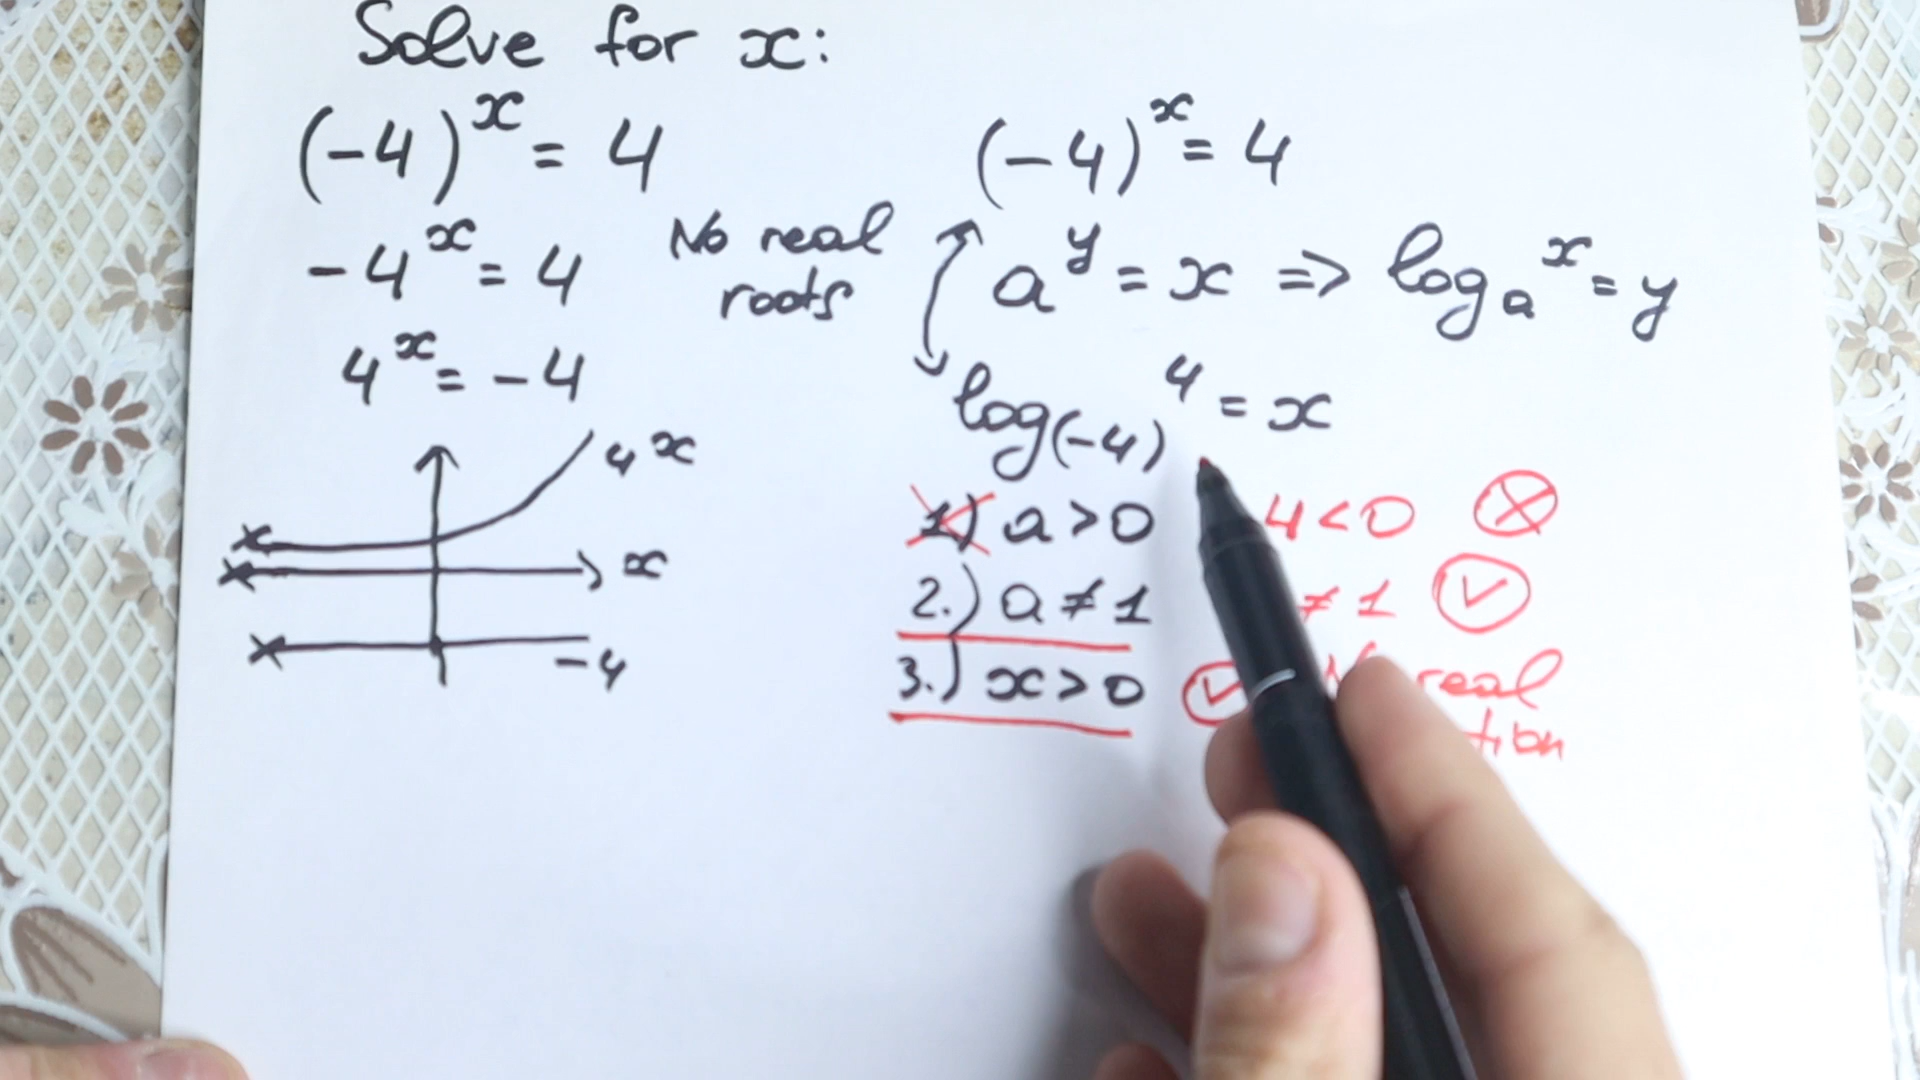 Solve for x:
(-4)^x = 4
-4^x = 4
No real
roots
4^x = -4
4^x
x
-4
(-4)^x = 4
a^y = x => log_a^x = y
log_(-4)^4 = x
1.) a > 0 4 < 0
2.) a ≠ 1 ≠ 1
3.) x > 0
real